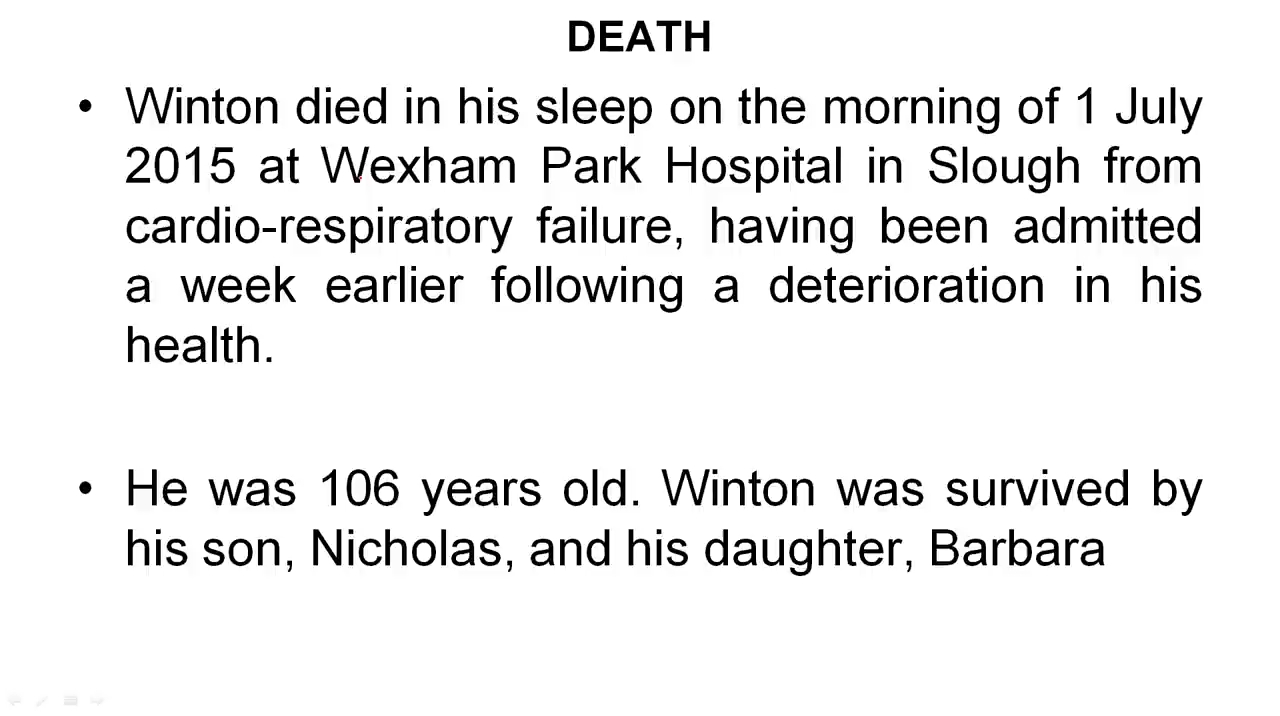 DEATH
• Winton died in his sleep on the morning of 1 July
2015 at Wexham Park Hospital in Slough from
cardio-respiratory failure, having been admitted
a week earlier following a deterioration in his
health.
• He was 106 years old. Winton was survived by
his son, Nicholas, and his daughter, Barbara